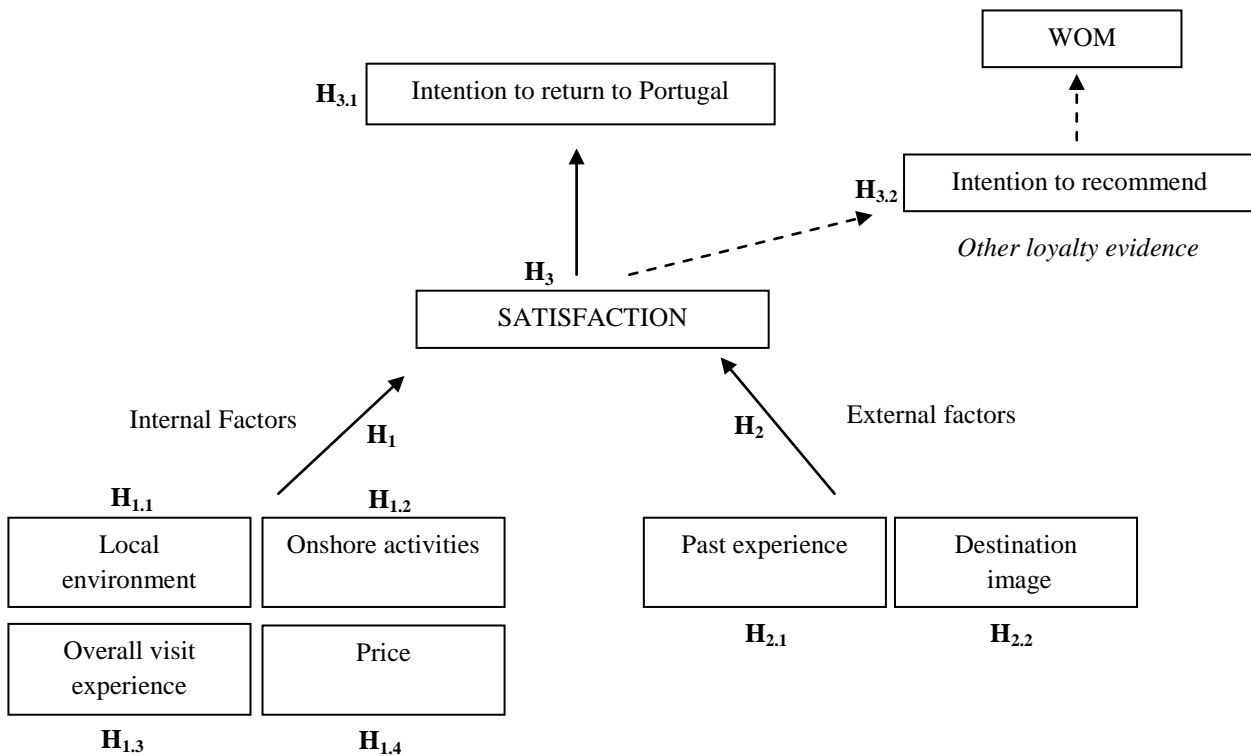 WOM
H3.1
Intention to return to Portugal
H3.2
Intention to recommend
Other loyalty evidence
H3
SATISFACTION
Internal Factors
H1
H2
External factors
H1.1
H1.2
Local
environment
Onshore activities
Past experience
Destination
image
H2.1
H2.2
Overall visit
experience
Price
H1.3
H1.4